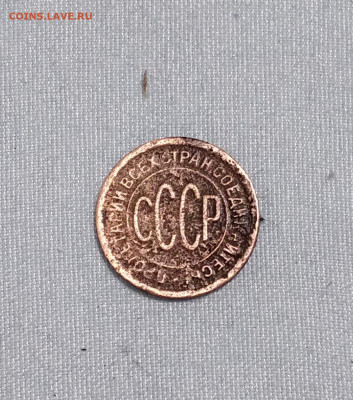 COINS.LAVE.RU
ПРОЛЕТАРИИ ВСЕХ СТРАН, СОЕДИНЯЙТЕСЬ!
СССР